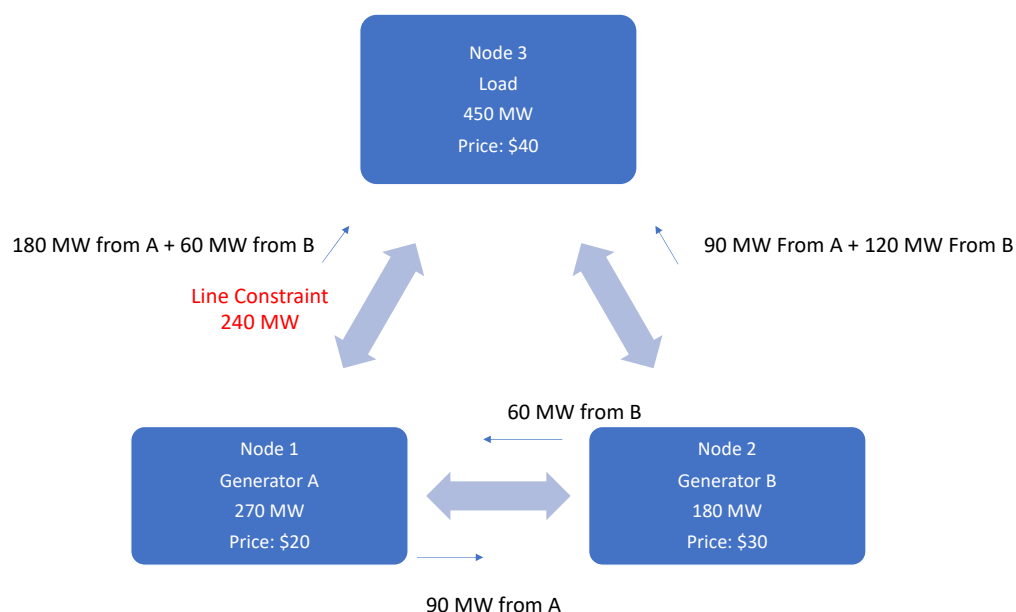 Node 3
Load
450 MW
Price: $40
180 MW from A + 60 MW from B
90 MW From A + 120 MW From B
Line Constraint
240 MW
60 MW from B
Node 1
Generator A
270 MW
Price: $20
Node 2
Generator B
180 MW
Price: $30
90 MW from A